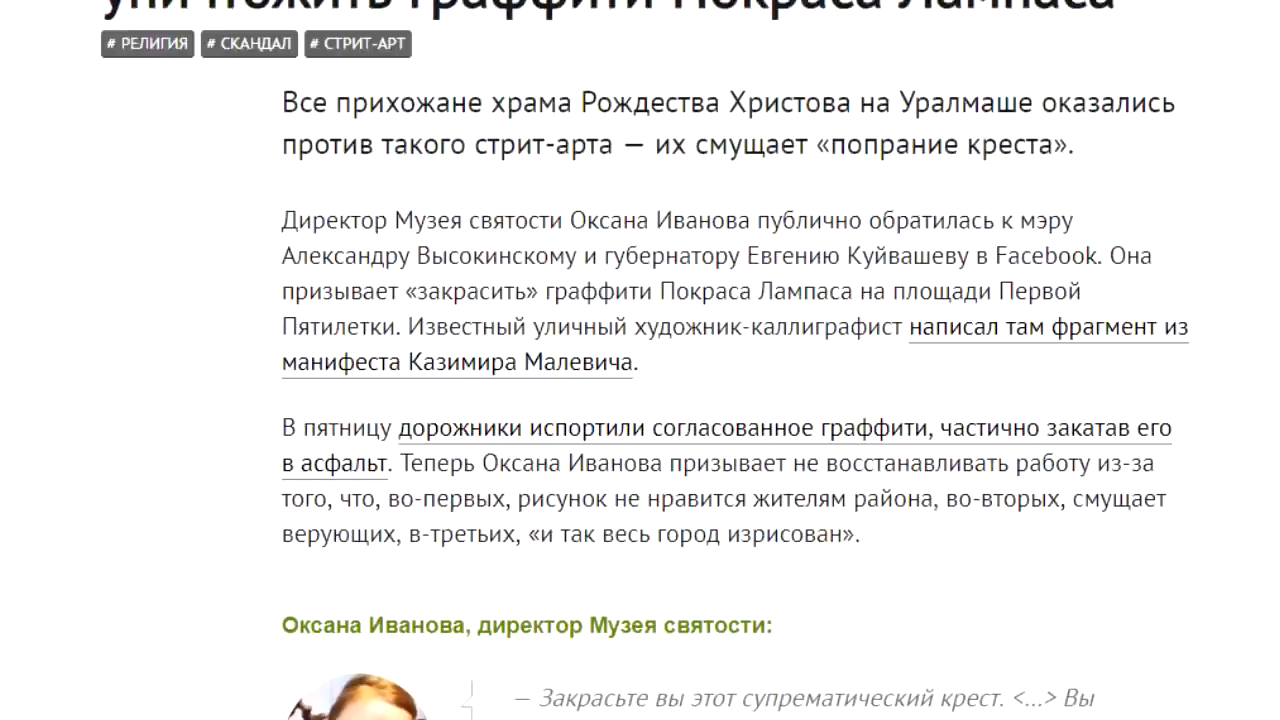 уничтожить граффити Покраса Лампаса
# РЕЛИГИЯ # СКАНДАЛ # СТРИТ-АРТ
Все прихожане храма Рождества Христова на Уралмаше оказались
против такого стрит-арта — их смущает «попрание креста».
Директор Музея святости Оксана Иванова публично обратилась к мэру
Александру Высокинскому и губернатору Евгению Куйвашеву в Facebook. Она
призывает «закрасить» граффити Покраса Лампаса на площади Первой
Пятилетки. Известный уличный художник-каллиграфист написал там фрагмент из
манифеста Казимира Малевича.
В пятницу дорожники испортили согласованное граффити, частично закатав его
в асфальт. Теперь Оксана Иванова призывает не восстанавливать работу из-за
того, что, во-первых, рисунок не нравится жителям района, во-вторых, смущает
верующих, в-третьих, «и так весь город изрисован».
Оксана Иванова, директор Музея святости:
— Закрасьте вы этот супрематический крест. <...> Вы